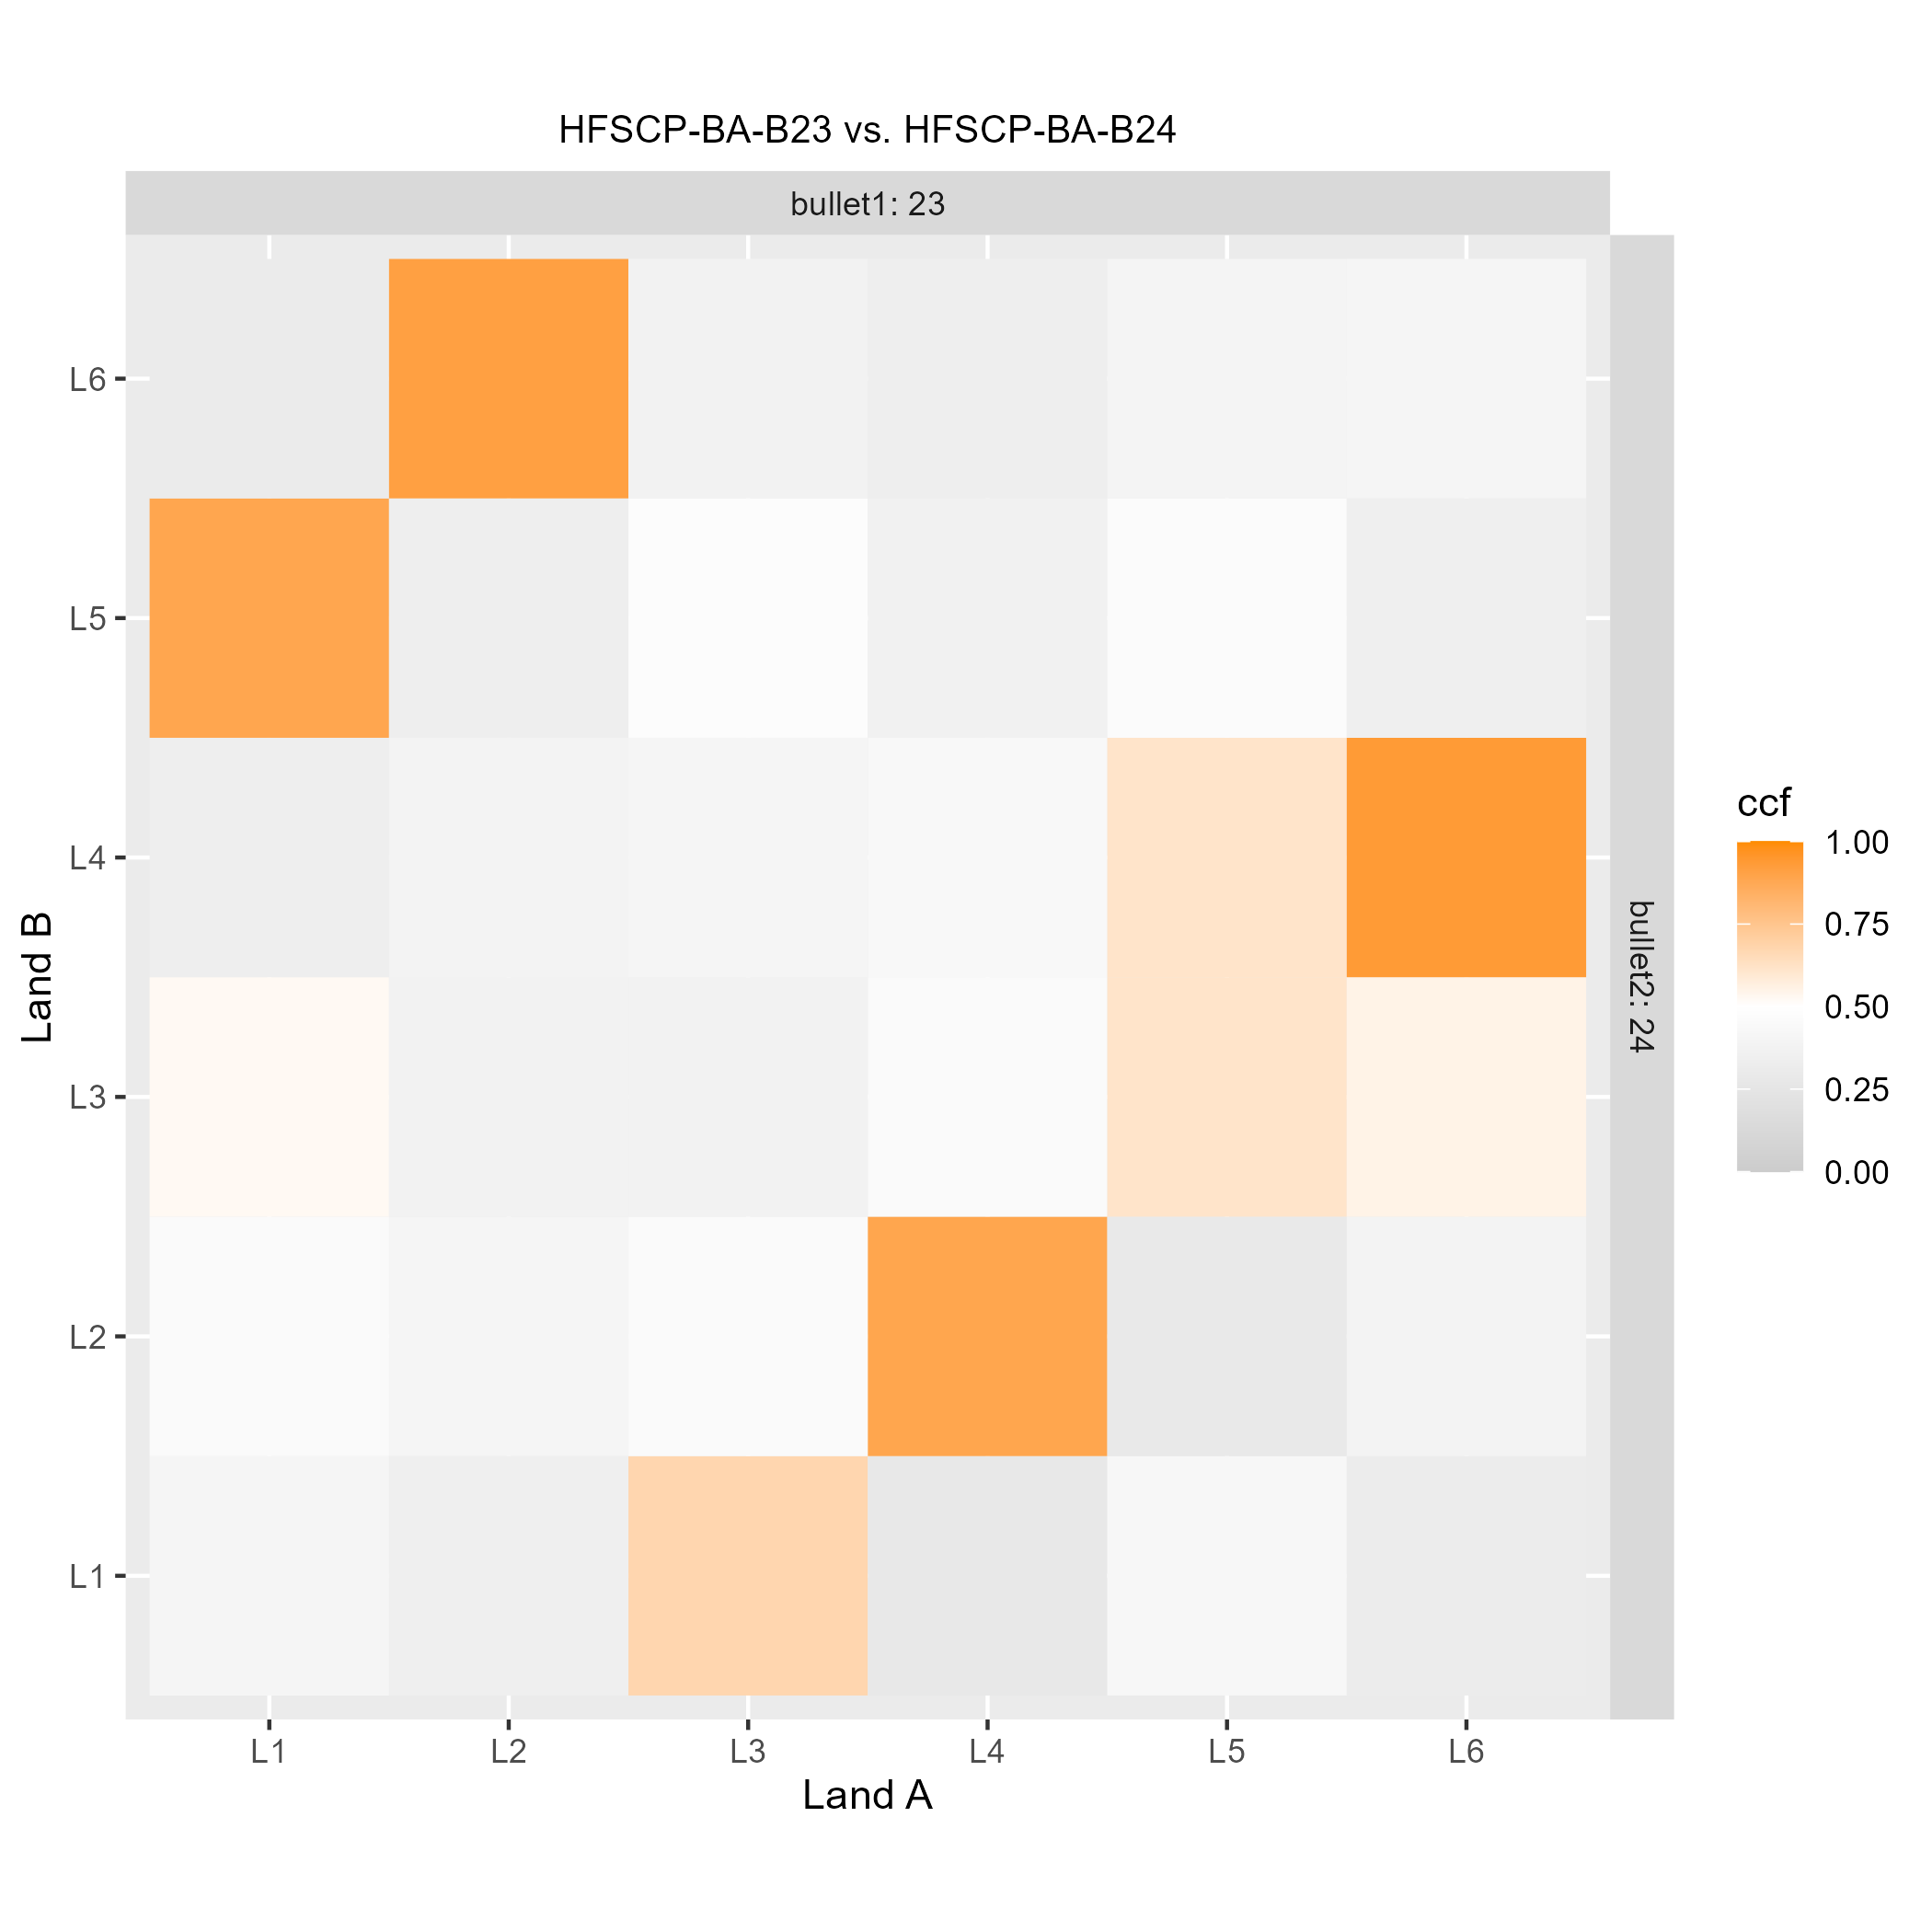 HFSCP-BA-B23 vs. HFSCP-BA-B24
bullet1: 23
L6
L5
L4
L3
L2
L1
Land B
bullet2: 24
ccf
1.00
0.75
0.50
0.25
0.00
L1
L2
L3
L4
L5
L6
Land A